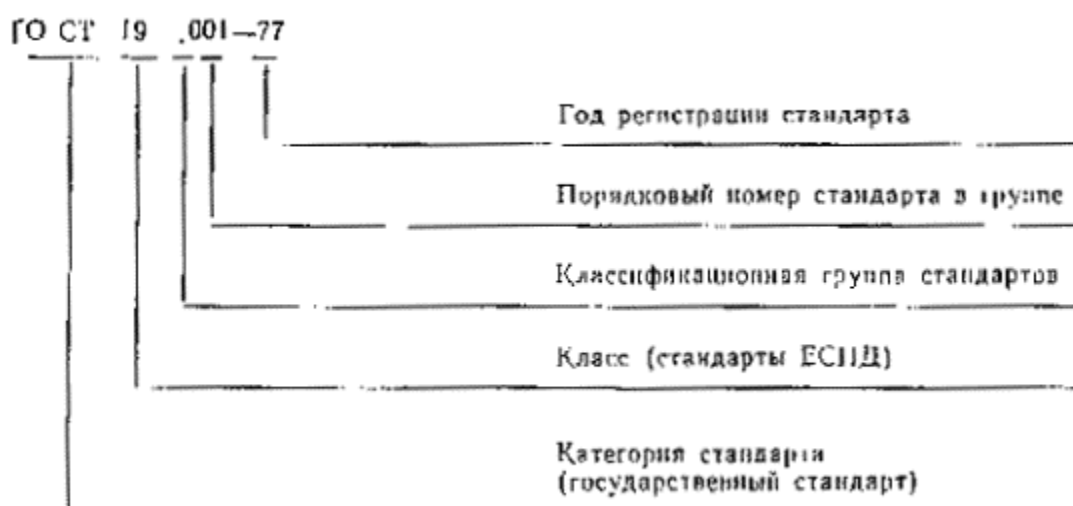 ГОСТ 19.001—77
Год регистрации стандарта
Порядковый номер стандарта в группе
Классификационная группа стандартов
Класс (стандарты ЕСПД)
Категория стандарта
(государственный стандарт)